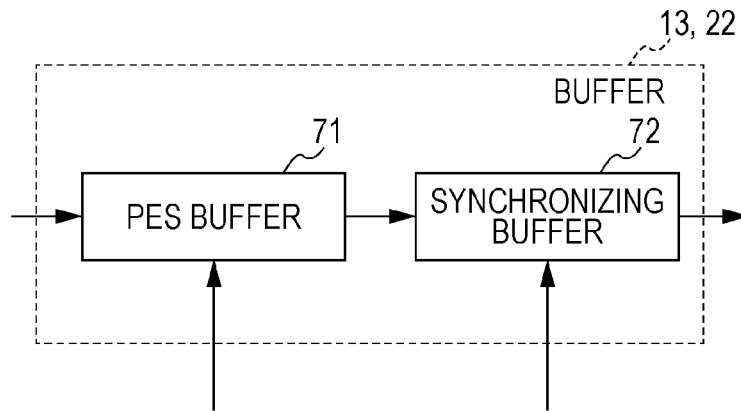 13, 22
BUFFER
71
72
PES BUFFER
SYNCHRONIZING
BUFFER